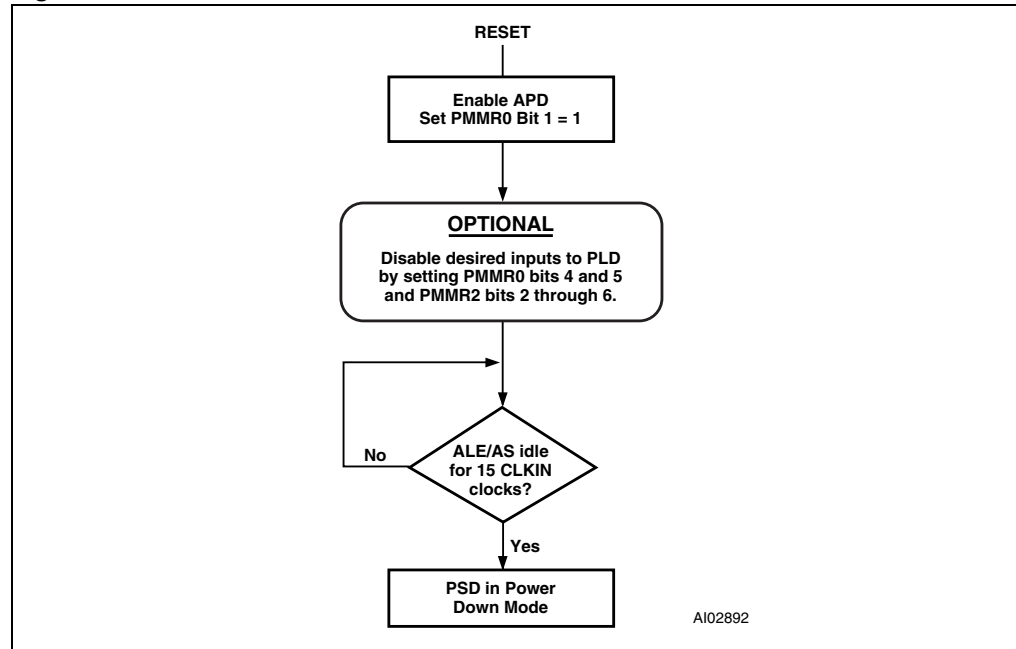 RESET
Enable APD
Set PMMR0 Bit 1 = 1
OPTIONAL
Disable desired inputs to PLD
by setting PMMR0 bits 4 and 5
and PMMR2 bits 2 through 6.
No
ALE/AS idle
for 15 CLKIN
clocks?
Yes
PSD in Power
Down Mode
AI02892